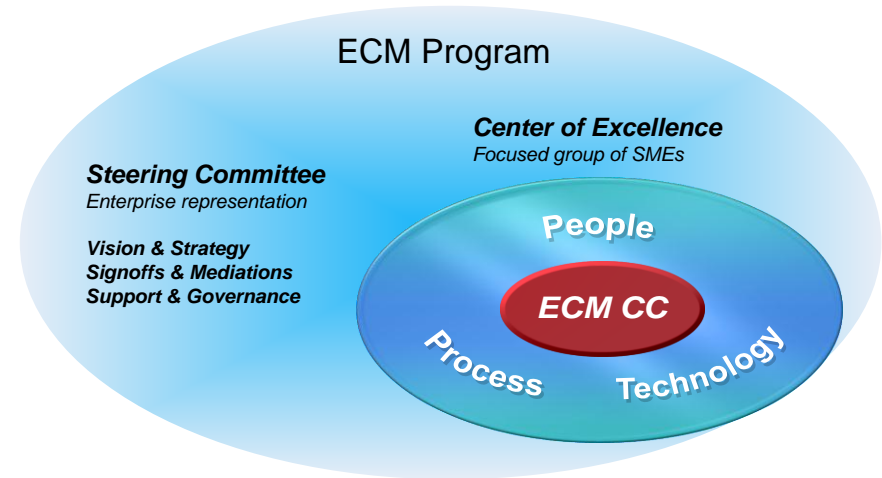 ECM Program
Steering Committee
Enterprise representation
Vision & Strategy
Signoffs & Mediations
Support & Governance
Center of Excellence
Focused group of SMEs
People
ECM CC
Process
Technology